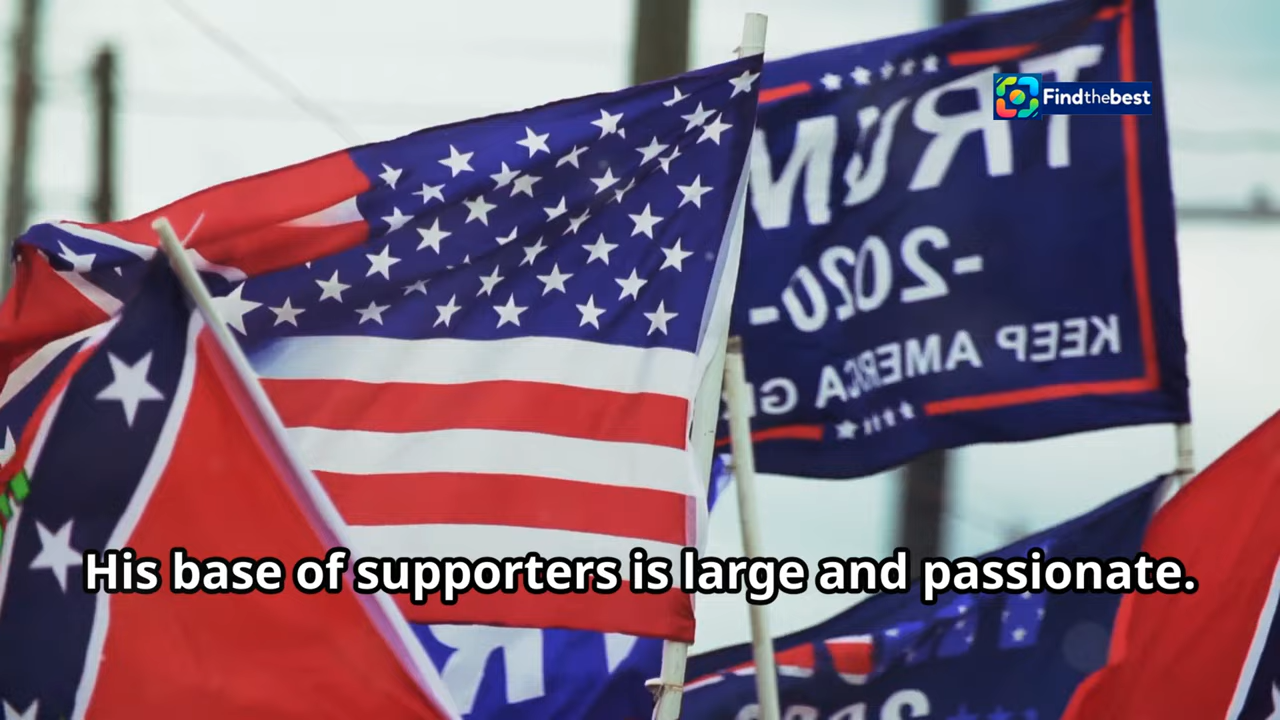 Findthebest
TRUMP
-2020-
KEEP AMERICA G
His base of supporters is large and passionate.